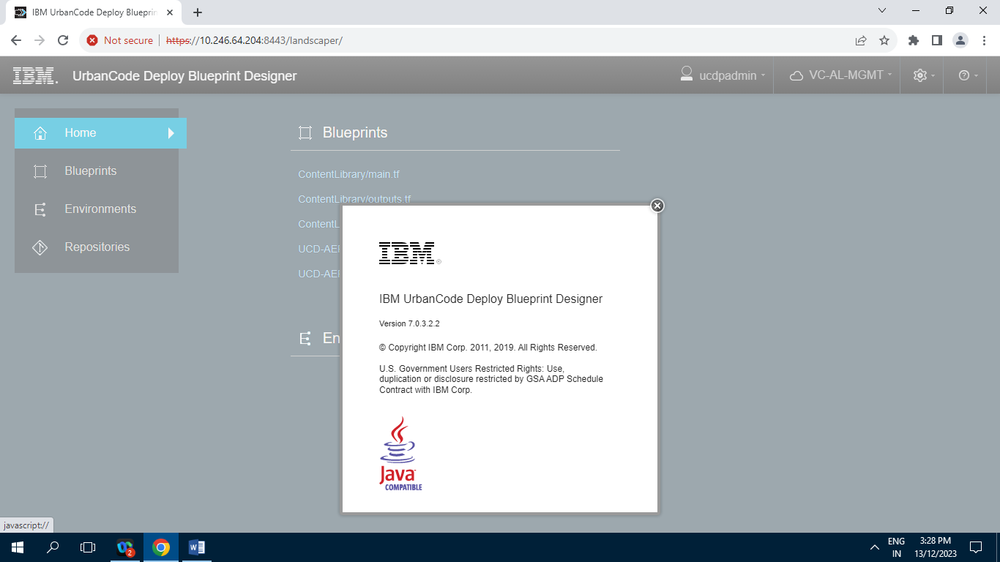 IBM UrbanCode Deploy Blueprin
Not secure https://10.246.64.204:8443/landscaper/
IBM. UrbanCode Deploy Blueprint Designer
ucdpadmin
VC-AL-MGMT
Home
Blueprints
Environments
Repositories
Blueprints
ContentLibrary/main.tf
ContentLibrary/outputs.tf
ContentL
UCD-AE
UCD-AE
En
IBM®
IBM UrbanCode Deploy Blueprint Designer
Version 7.0.3.2.2
© Copyright IBM Corp. 2011, 2019. All Rights Reserved.
U.S. Government Users Restricted Rights: Use,
duplication or disclosure restricted by GSA ADP Schedule
Contract with IBM Corp.
Java
COMPATIBLE
javascript://
2
ENG
IN
3:28 PM
13/12/2023